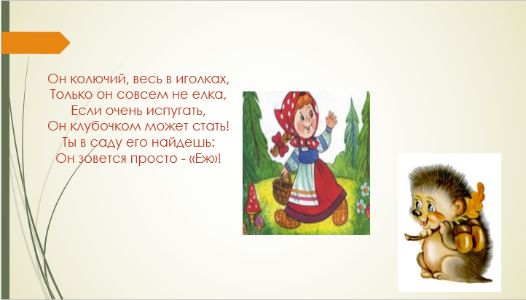 Он колючий, весь в иголках,
Только он совсем не елка,
Если очень испугать,
Он клубочком может стать!
Ты в саду его найдешь:
Он зовется просто - «Еж»!